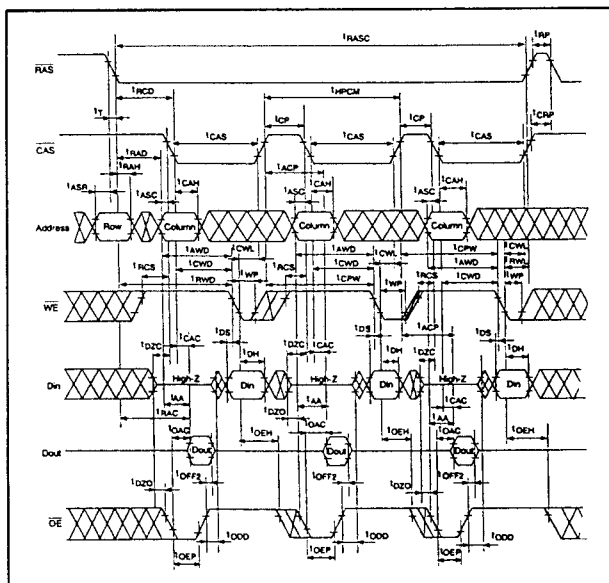 tRASC
tRP
RAS
tRCD
tHPCM
tT
tCP
tCP
tCRP
CAS
tCAS
tCAS
tCAS
tRAD
tRAH
tCAH
tACP
tCAH
tCAH
tASR
tASC
tASC
tASC
Address
Row
Column
Column
Column
tAWD
tCWL
tAWD
tCPW
tCWL
tCWD
tCWD
tCWL
tAWD
tRWL
tRCS
tRWD
tWP
tRCS
tCPW
tWP
tRCS
tCWD
tWP
WE
tCAC
tDS
tDZC
tCAC
tDS
tACP
tDS
tDZC
tDH
tDH
tDZC
tDH
Din
High-Z
Din
High-Z
Din
High-Z
Din
tAA
tCAC
tRAC
tDZO
tAA
tAA
tOAC
tOEH
tOAC
tOEH
tOAC
tOEH
Dout
Dout
Dout
Dout
tDZO
tOFF2
tOFF2
tDZO
tOFF2
OE
tODD
tODD
tODD
tOEP
tOEP
tOEP